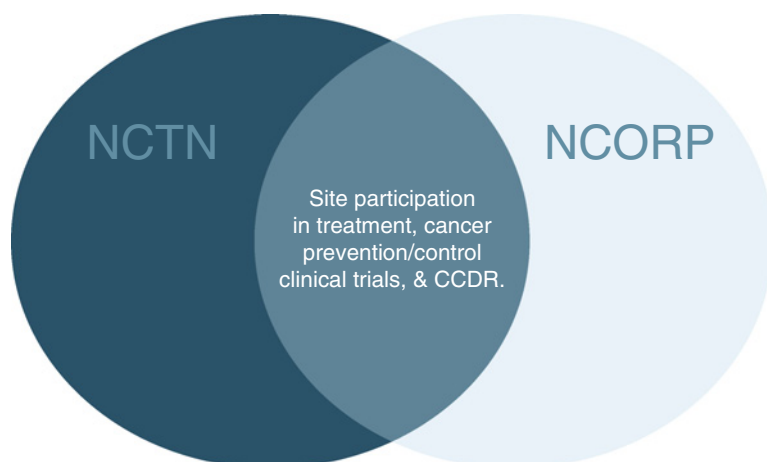 NCTN
NCORP
Site participation
in treatment, cancer
prevention/control
clinical trials, & CCDR.